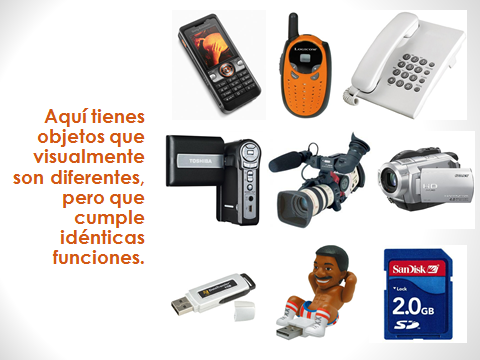 Aquí tienes
objetos que
visualmente
son diferentes,
pero que
cumple
idénticas
funciones.
TOSHIBA
HD
SanDisk
Lock
2.0GB
SD